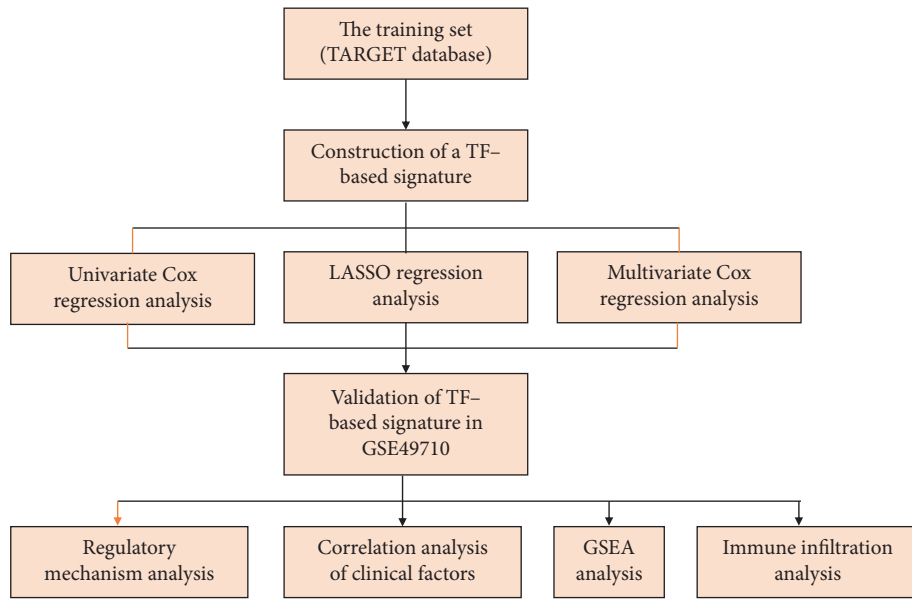 The training set
(TARGET database)
Construction of a TF–
based signature
Univariate Cox
regression analysis
LASSO regression
analysis
Multivariate Cox
regression analysis
Validation of TF–
based signature in
GSE49710
Regulatory
mechanism analysis
Correlation analysis
of clinical factors
GSEA
analysis
Immune infiltration
analysis